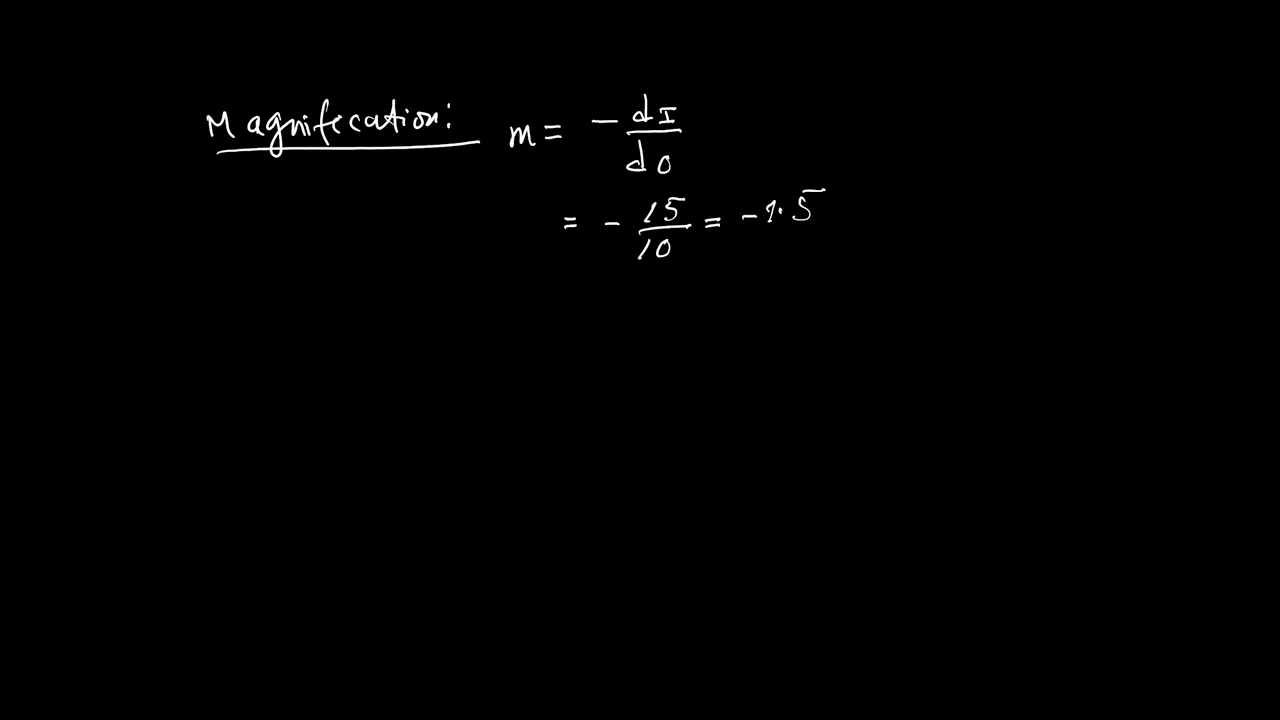 Magnification: m = - dI/dO
= - 15/10 = -1.5